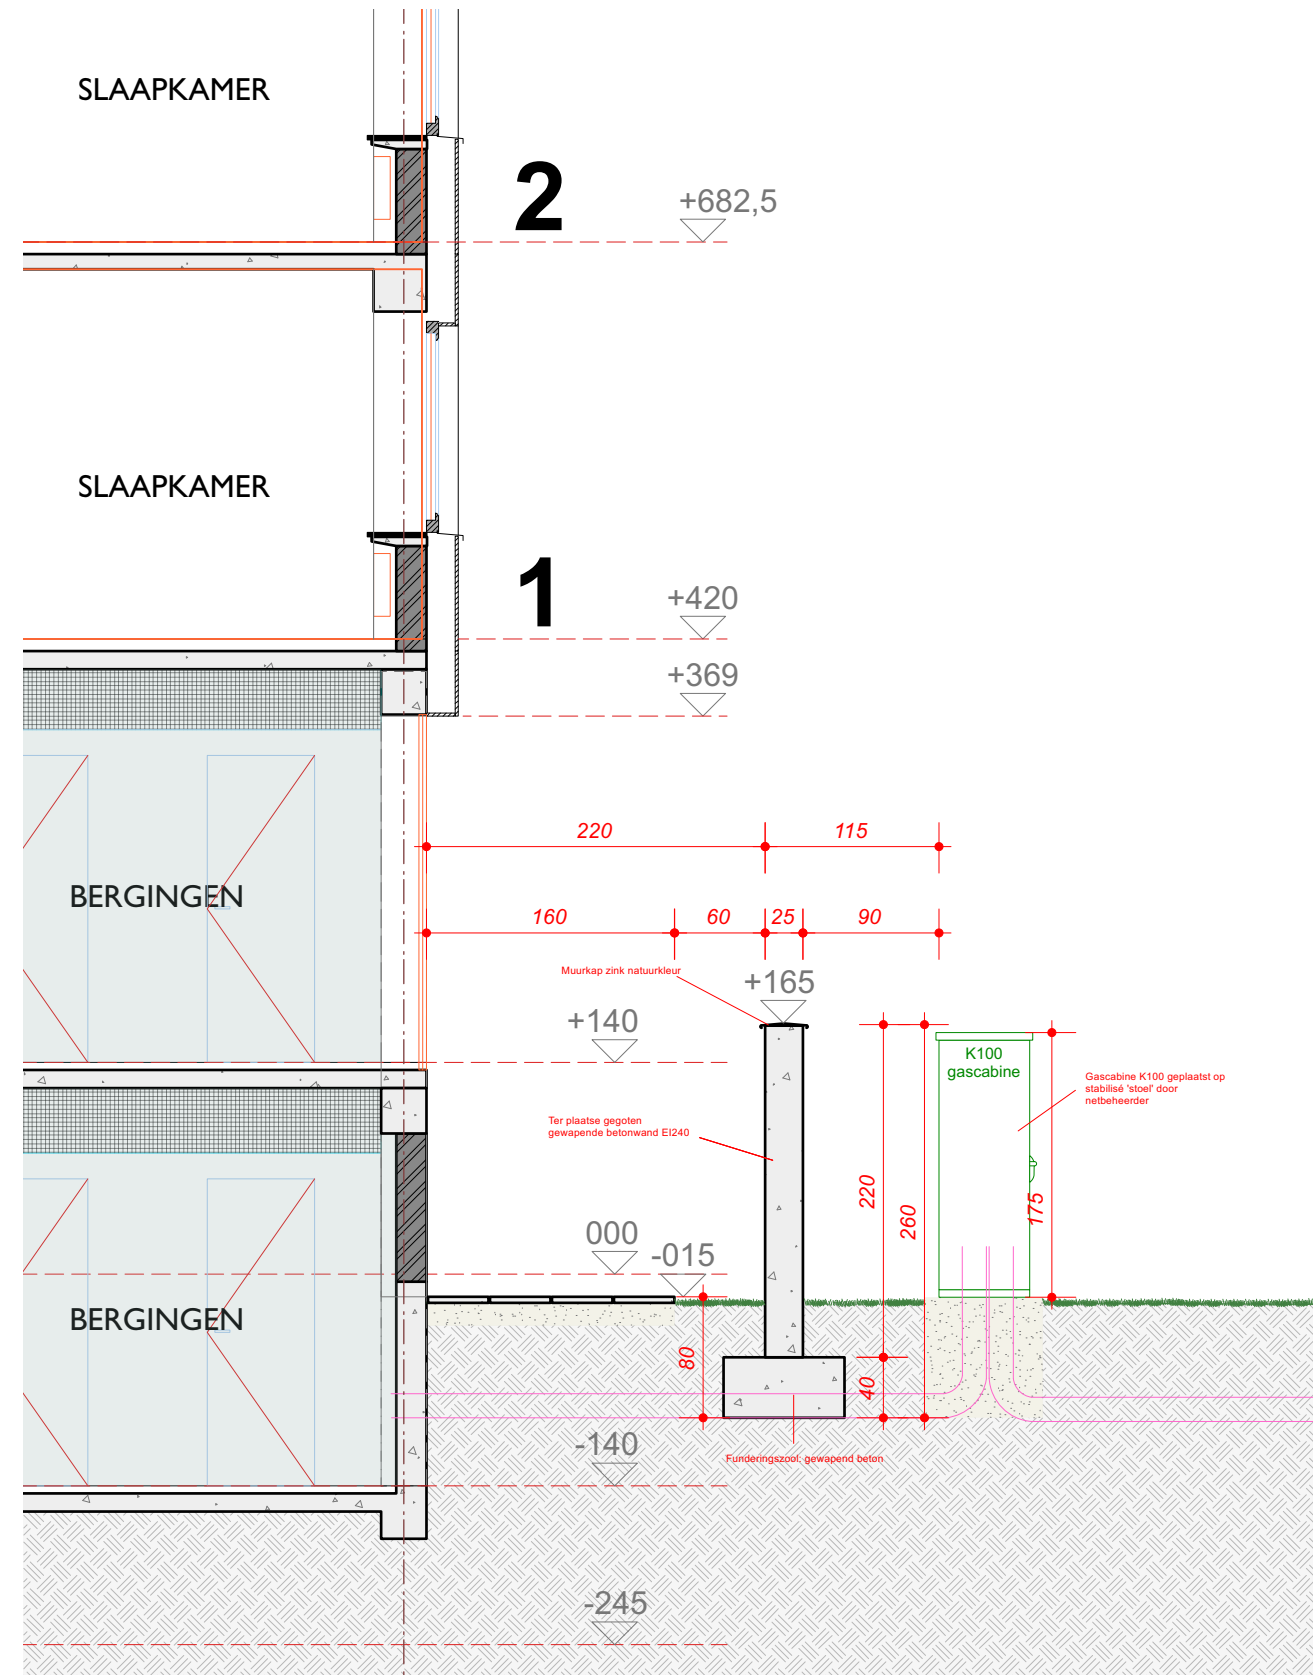 SLAAPKAMER
2
+682,5
SLAAPKAMER
1
+420
+369
220
115
BERGINGEN
160
60
25
90
Muurkap zink natuurkleur
+165
+140
K100
gascabine
Gascabine K100 geplaatst op
stabilisé 'stoel' door
netbeheerder
Ter plaatse gegoten
gewapende betonwand EI240
220
260
175
000
-015
BERGINGEN
80
40
-140
Funderingszool: gewapend beton
-245